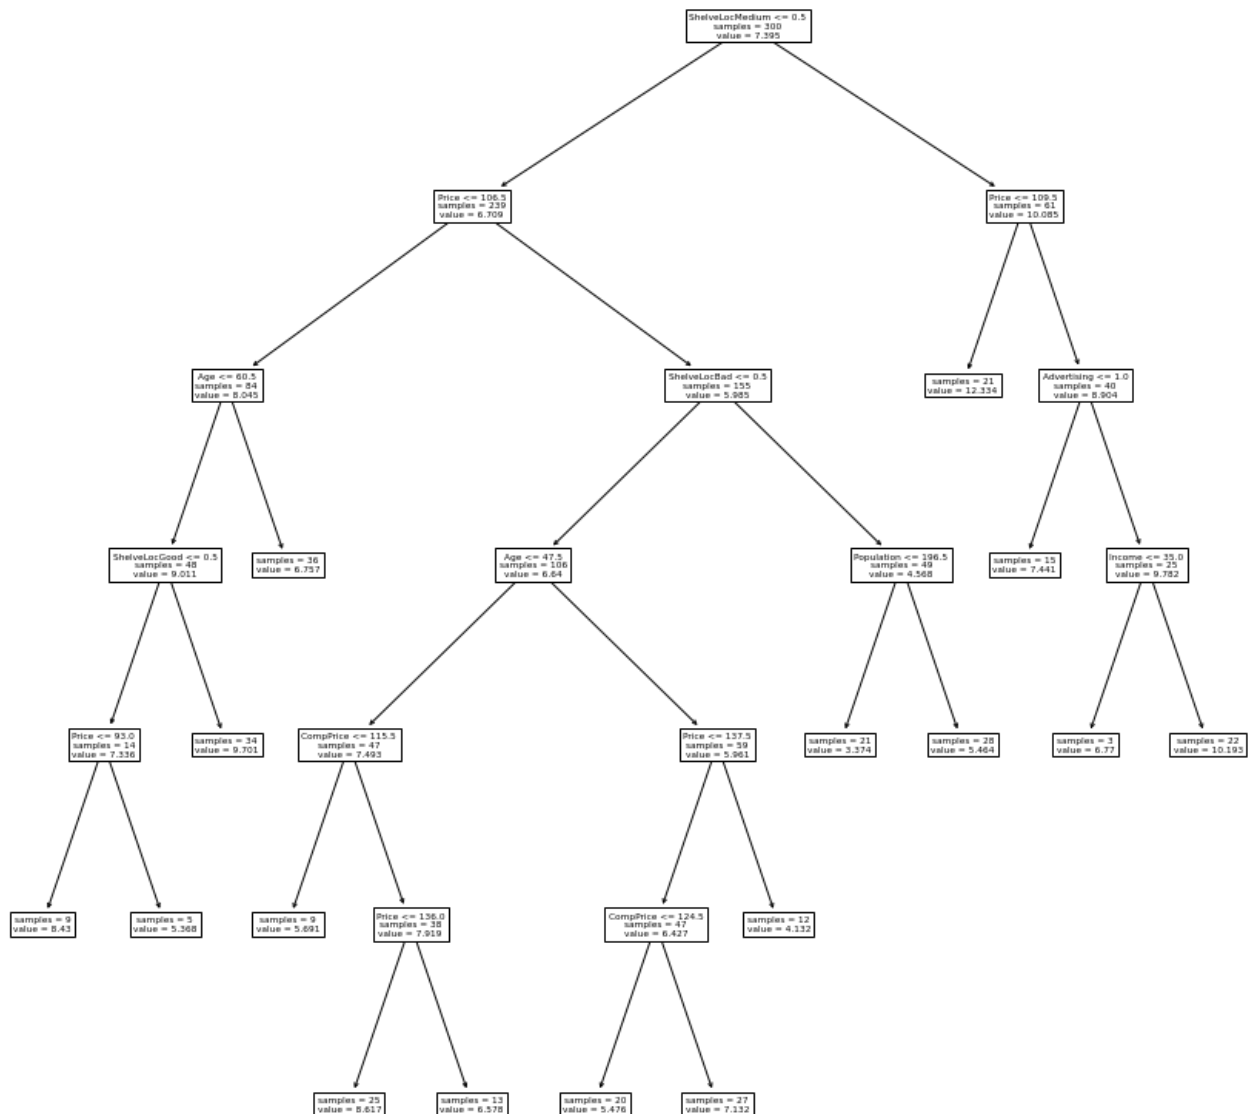 ShelveLocMedium <= 0.5
samples = 300
value = 7.395
Price <= 106.5
samples = 239
value = 6.709
Price <= 109.5
samples = 61
value = 10.085
Age <= 60.5
samples = 84
value = 8.045
ShelveLocBad <= 0.5
samples = 155
value = 5.985
samples = 21
value = 12.334
Advertising <= 1.0
samples = 40
value = 8.904
ShelveLocGood <= 0.5
samples = 48
value = 9.011
samples = 36
value = 6.757
Age <= 47.5
samples = 106
value = 6.64
Population <= 196.5
samples = 49
value = 4.568
samples = 15
value = 7.441
Income <= 35.0
samples = 25
value = 9.782
Price <= 93.0
samples = 14
value = 7.336
samples = 34
value = 9.701
CompPrice <= 115.5
samples = 47
value = 7.493
Price <= 137.5
samples = 59
value = 5.961
samples = 21
value = 3.374
samples = 28
value = 5.464
samples = 3
value = 6.77
samples = 22
value = 10.193
samples = 9
value = 8.43
samples = 5
value = 5.368
samples = 9
value = 5.691
Price <= 136.0
samples = 38
value = 7.919
CompPrice <= 124.5
samples = 47
value = 6.427
samples = 12
value = 4.132
samples = 25
value = 8.617
samples = 13
value = 6.578
samples = 20
value = 5.476
samples = 27
value = 7.132